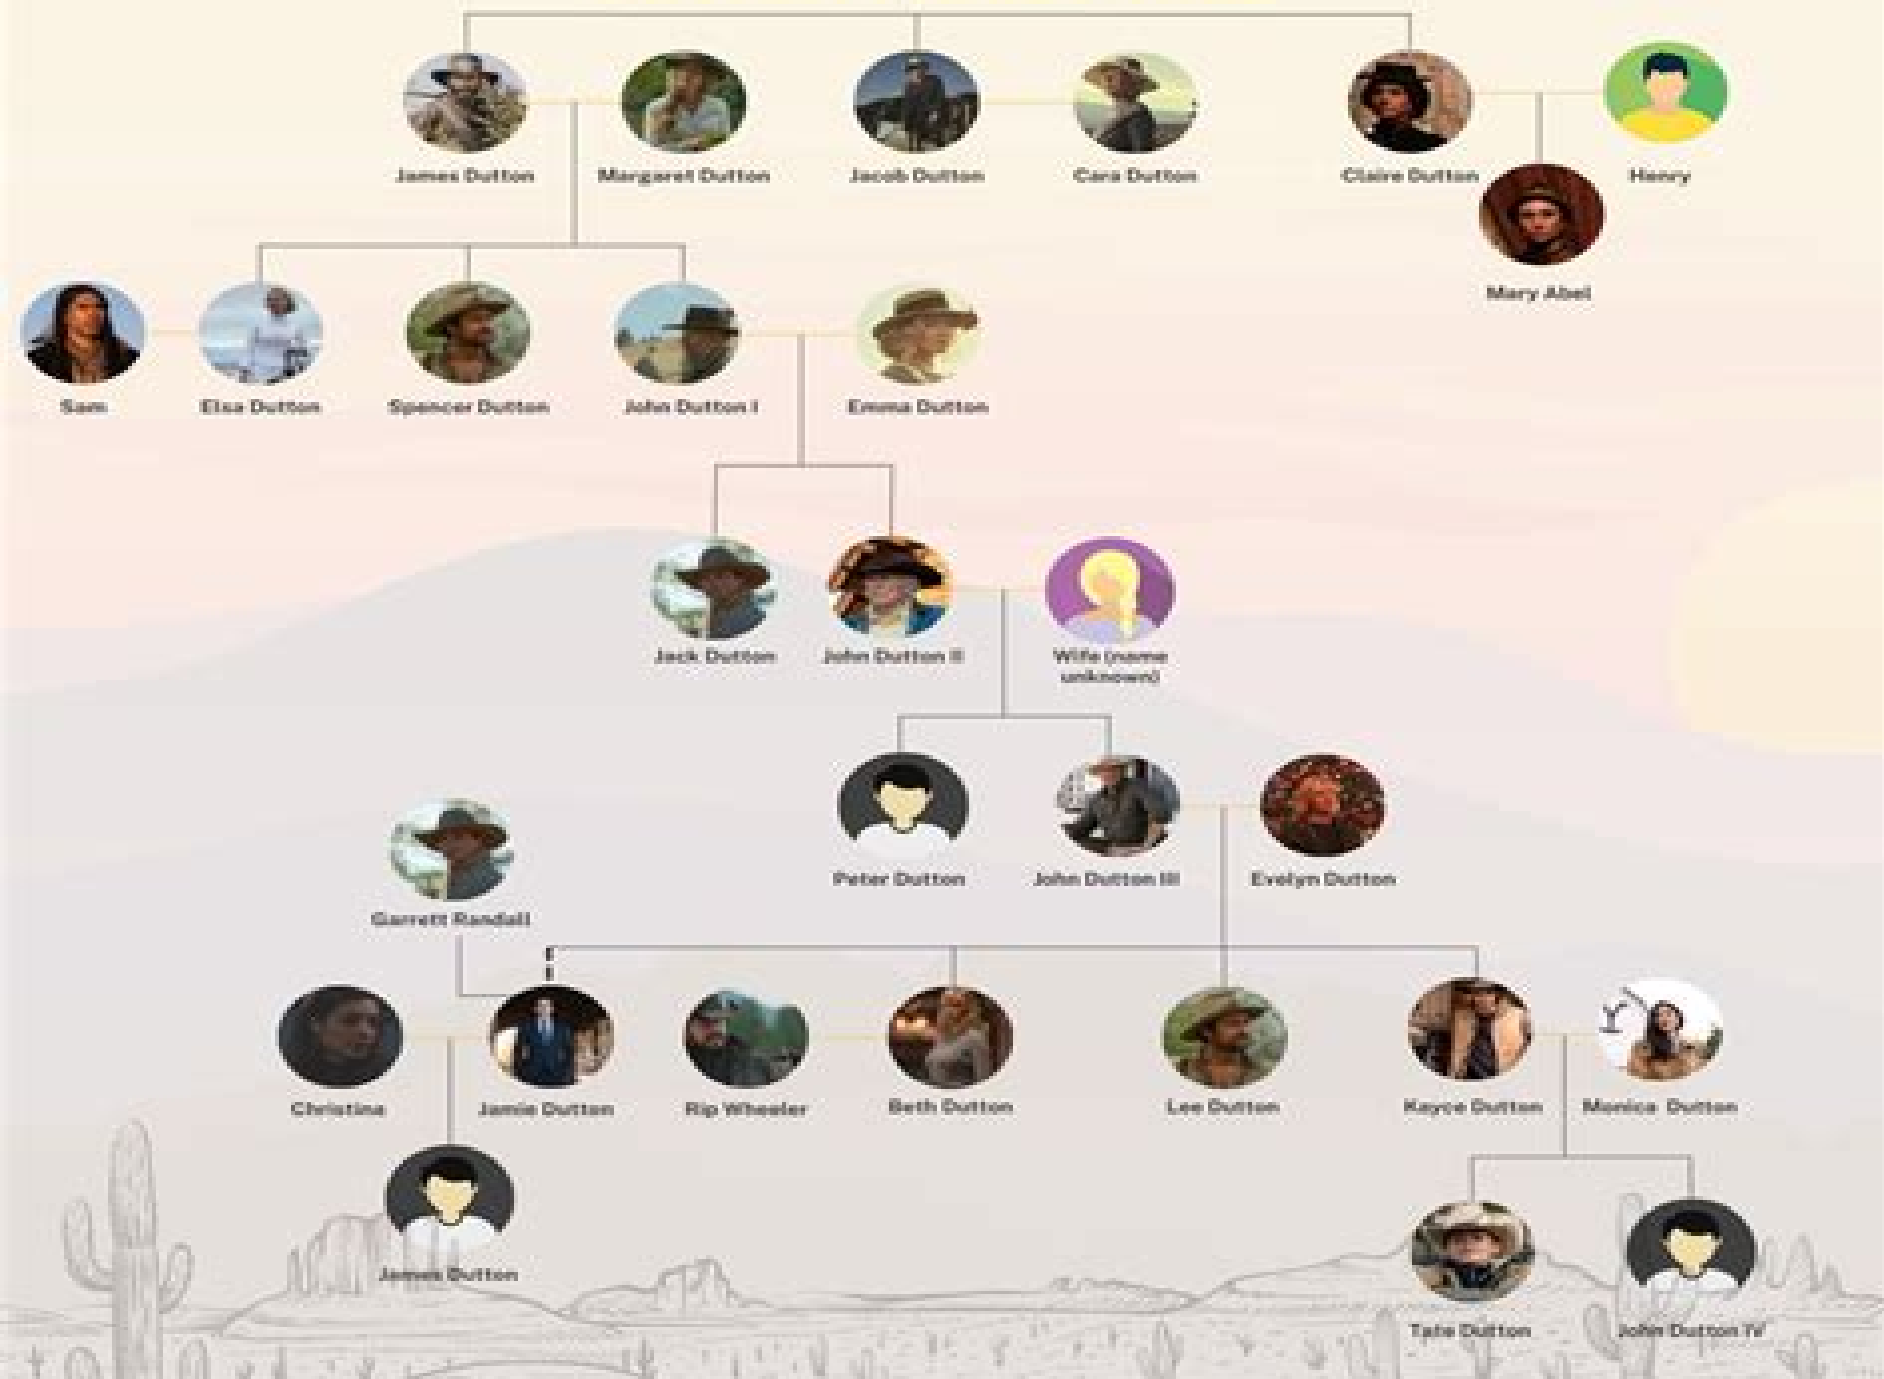 James Dutton
Margaret Dutton
Jacob Dutton
Cara Dutton
Claire Dutton
Henry
Mary Abel
Sam
Elsa Dutton
Spencer Dutton
John Dutton I
Emma Dutton
Jack Dutton
John Dutton II
Wife (name
unknown)
Peter Dutton
John Dutton III
Evelyn Dutton
Garrett Randall
Christina
Jamie Dutton
Rip Wheeler
Beth Dutton
Lee Dutton
Kayce Dutton
Monica Dutton
James Dutton
Tate Dutton
John Dutton IV